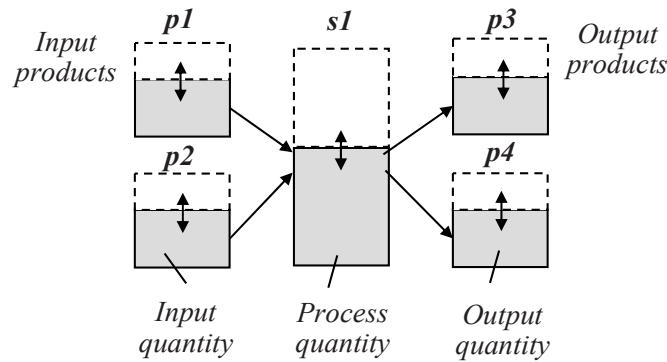 p1
s1
p3
Input
products
Output
products
p2
p4
Input
quantity
Process
quantity
Output
quantity